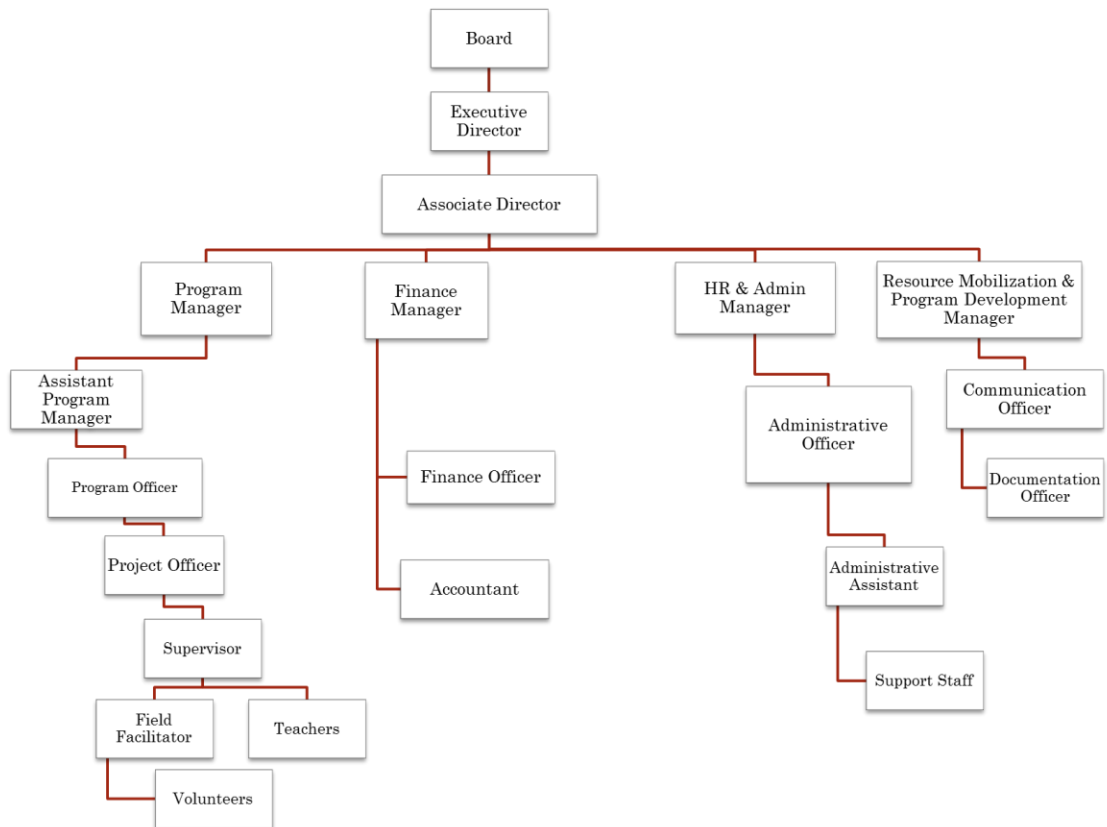 Board
Executive
Director
Associate Director
Program
Manager
Finance
Manager
HR & Admin
Manager
Resource Mobilization &
Program Development
Manager
Assistant
Program
Manager
Communication
Officer
Administrative
Officer
Program Officer
Finance Officer
Documentation
Officer
Project Officer
Accountant
Administrative
Assistant
Supervisor
Support Staff
Field
Facilitator
Teachers
Volunteers